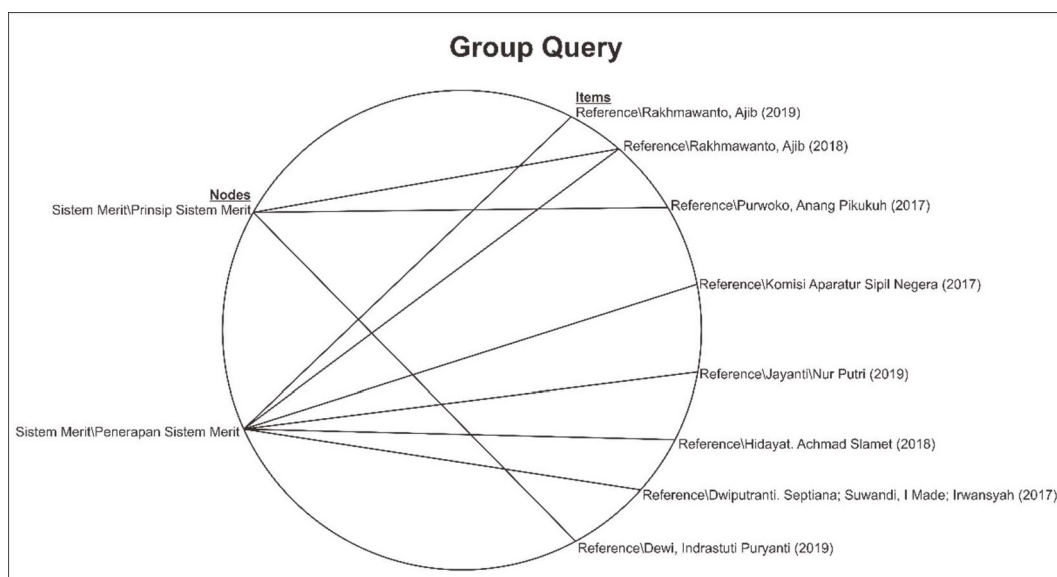 Group Query
Items
Reference\Rakhmawanto, Ajib (2019)
Reference\Rakhmawanto, Ajib (2018)
Nodes
Sistem Merit\Prinsip Sistem Merit
Reference\Purwoko, Anang Pikukuh (2017)
Reference\Komisi Aparatur Sipil Negera (2017)
Reference\Jayanti\Nur Putri (2019)
Sistem Merit\Penerapan Sistem Merit
Reference\Hidayat. Achmad Slamet (2018)
Reference\Dwiputranti. Septiana; Suwandi, I Made; Irwansyah (2017)
Reference\Dewi, Indrastuti Puryanti (2019)